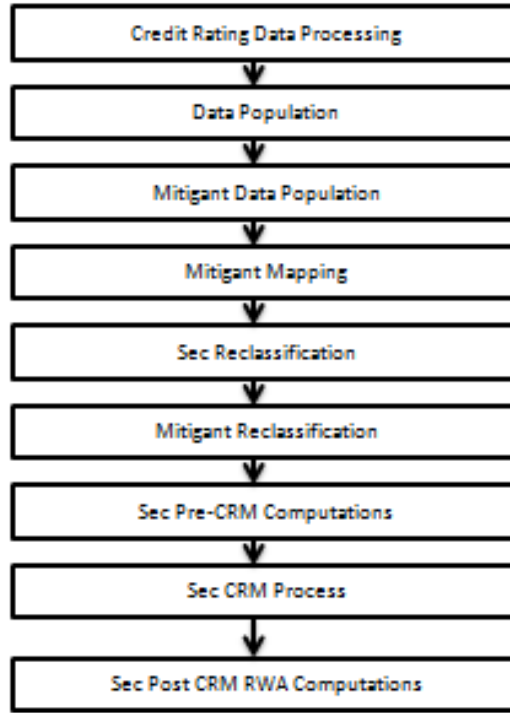 Credit Rating Data Processing
Data Population
Mitigant Data Population
Mitigant Mapping
Sec Reclassification
Mitigant Reclassification
Sec Pre-CRM Computations
Sec CRM Process
Sec Post CRM RWA Computations